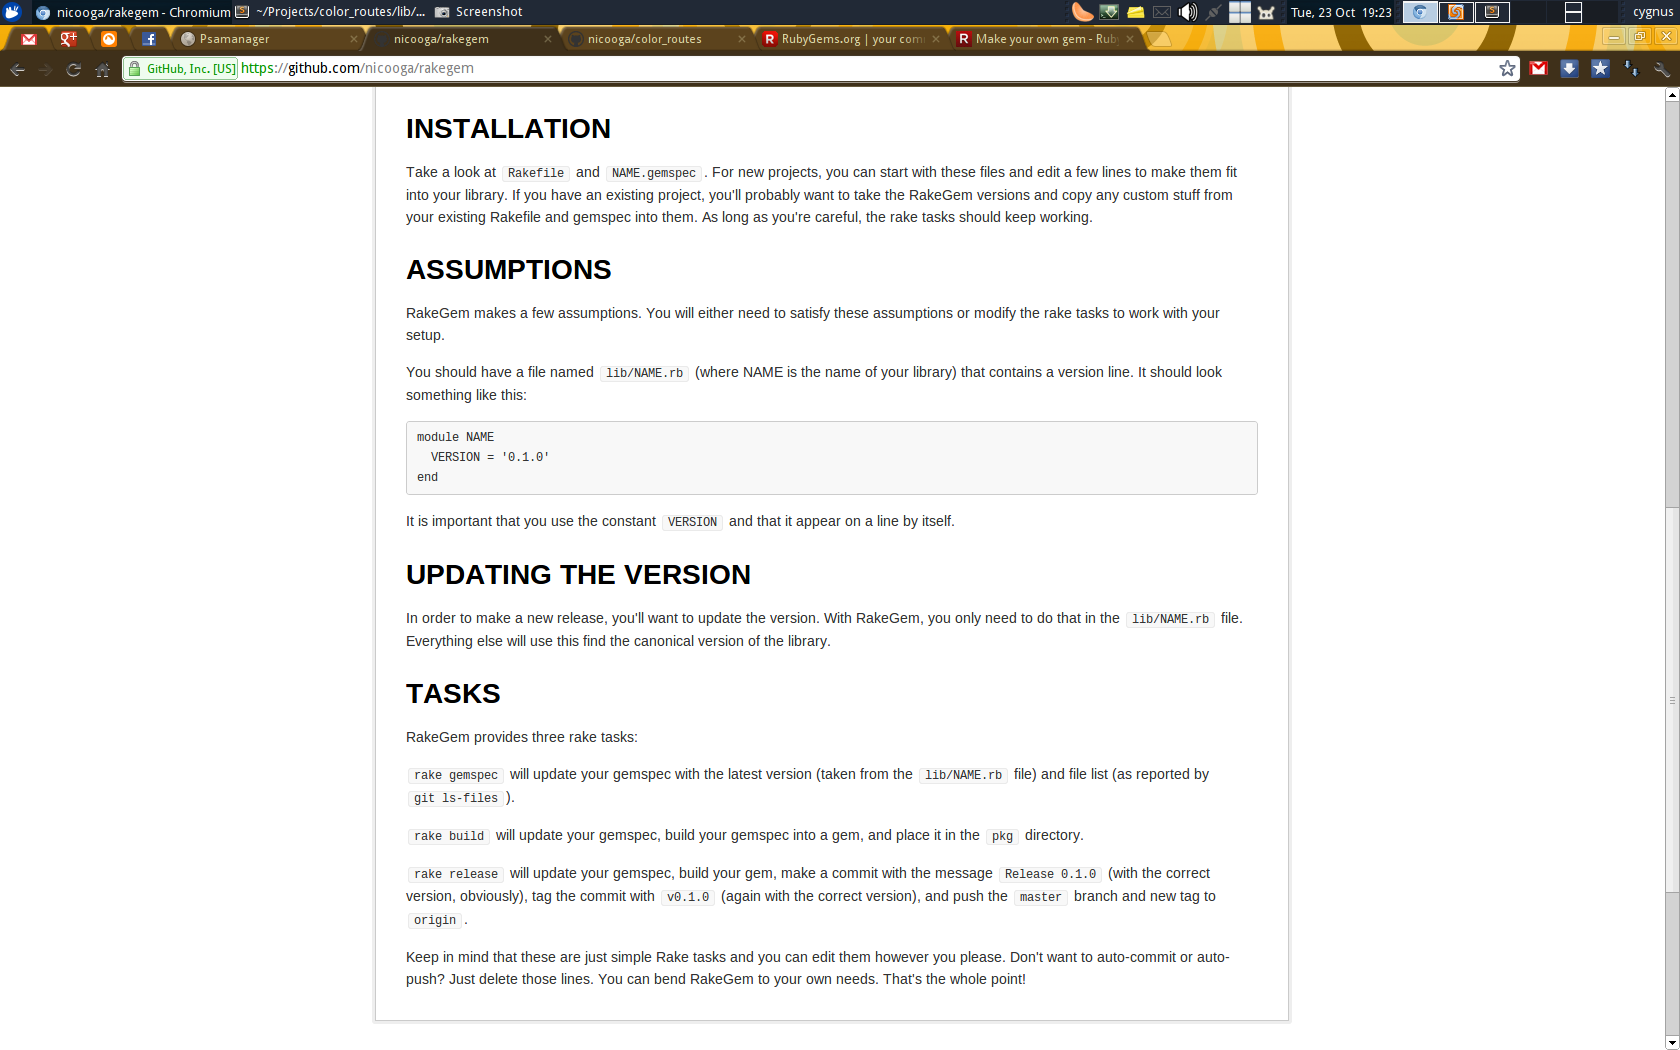 nicooga/rakegem - Chromium ~/Projects/color_routes/lib/... Screenshot Tue, 23 Oct 19:23 cygnus
Psamanager nicooga/rakegem nicooga/color_routes RubyGems.org | your com Make your own gem - Rub
GitHub, Inc. [US] https://github.com/nicooga/rakegem
INSTALLATION
Take a look at Rakefile and NAME.gemspec . For new projects, you can start with these files and edit a few lines to make them fit
into your library. If you have an existing project, you'll probably want to take the RakeGem versions and copy any custom stuff from
your existing Rakefile and gemspec into them. As long as you're careful, the rake tasks should keep working.
ASSUMPTIONS
RakeGem makes a few assumptions. You will either need to satisfy these assumptions or modify the rake tasks to work with your
setup.
You should have a file named lib/NAME.rb (where NAME is the name of your library) that contains a version line. It should look
something like this:
module NAME
VERSION = '0.1.0'
end
It is important that you use the constant VERSION and that it appear on a line by itself.
UPDATING THE VERSION
In order to make a new release, you'll want to update the version. With RakeGem, you only need to do that in the lib/NAME.rb file.
Everything else will use this find the canonical version of the library.
TASKS
RakeGem provides three rake tasks:
rake gemspec will update your gemspec with the latest version (taken from the lib/NAME.rb file) and file list (as reported by
git ls-files ).
rake build will update your gemspec, build your gemspec into a gem, and place it in the pkg directory.
rake release will update your gemspec, build your gem, make a commit with the message Release 0.1.0 (with the correct
version, obviously), tag the commit with v0.1.0 (again with the correct version), and push the master branch and new tag to
origin .
Keep in mind that these are just simple Rake tasks and you can edit them however you please. Don't want to auto-commit or auto-
push? Just delete those lines. You can bend RakeGem to your own needs. That's the whole point!